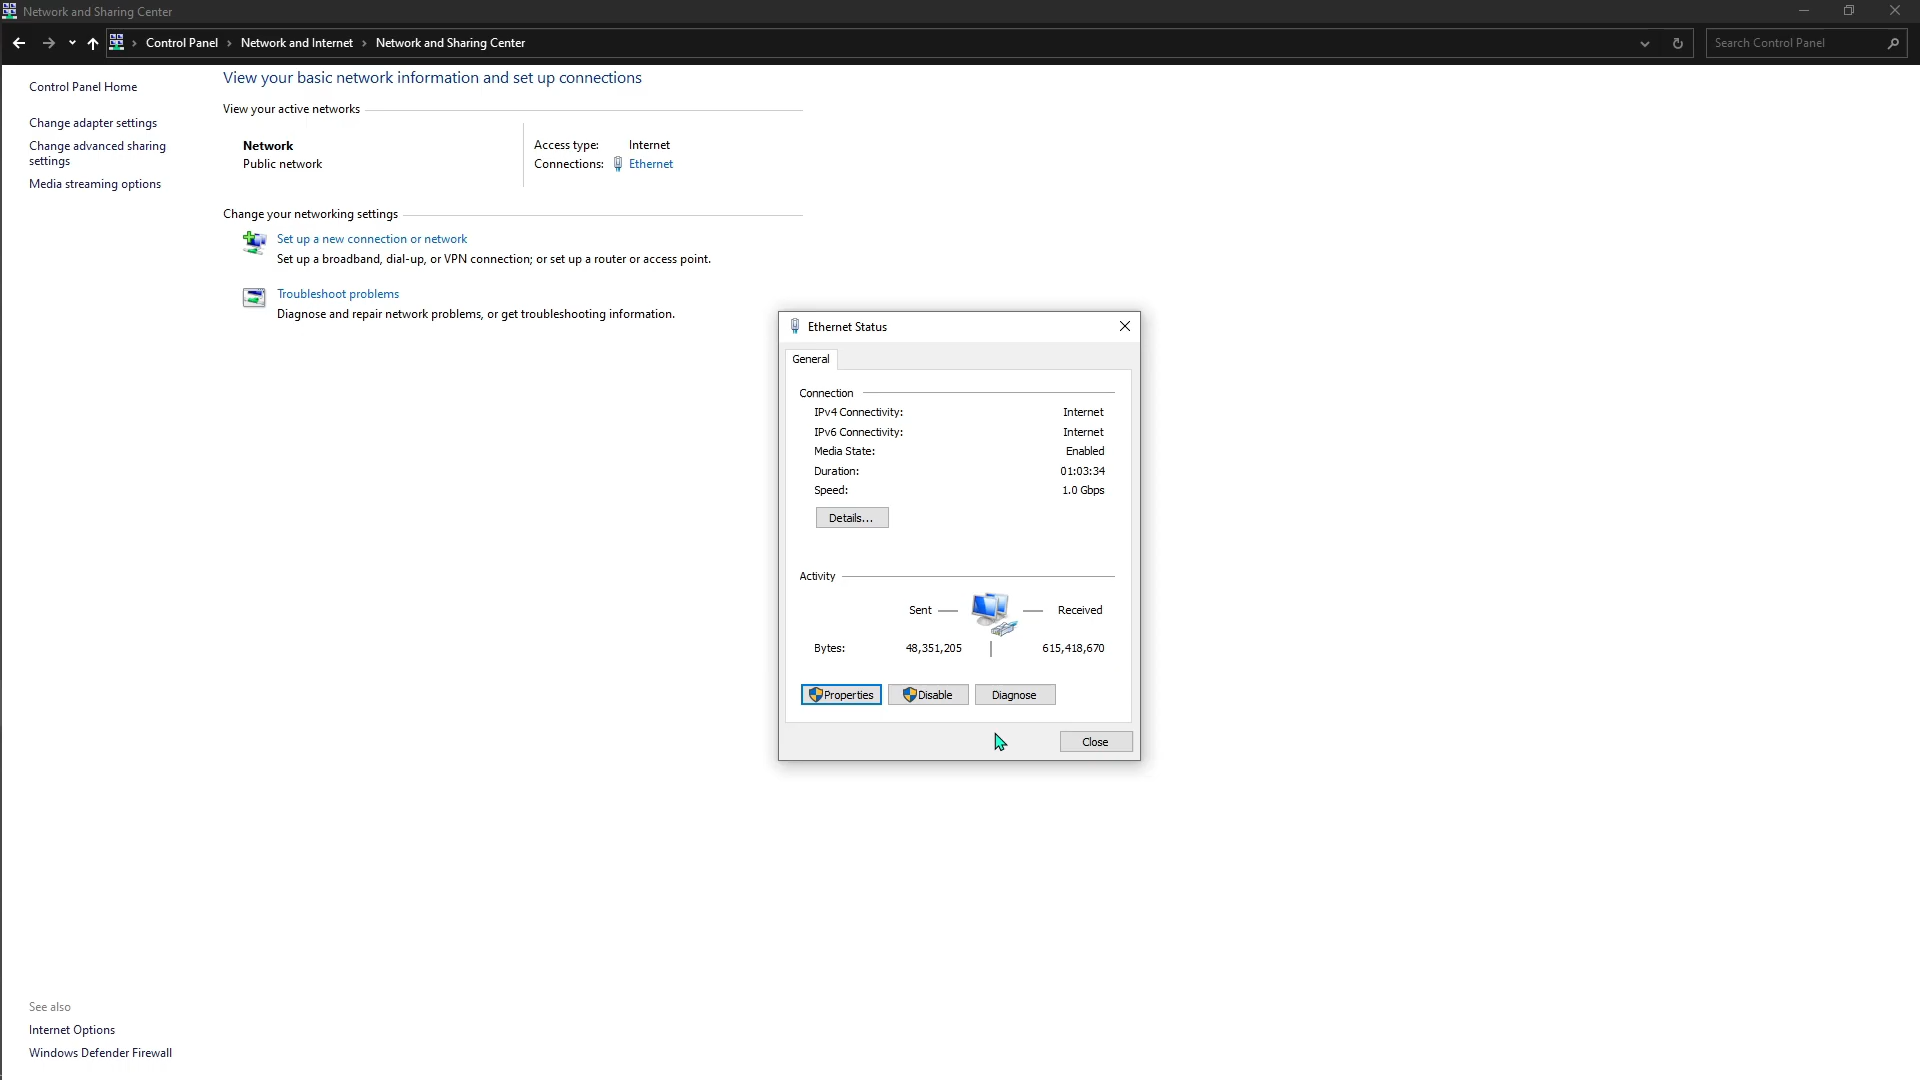 Network and Sharing Center
Control Panel > Network and Internet > Network and Sharing Center
Search Control Panel
Control Panel Home
Change adapter settings
Change advanced sharing
settings
Media streaming options
View your basic network information and set up connections
View your active networks
Network
Public network
Access type: Internet
Connections: Ethernet
Change your networking settings
Set up a new connection or network
Set up a broadband, dial-up, or VPN connection; or set up a router or access point.
Troubleshoot problems
Diagnose and repair network problems, or get troubleshooting information.
Ethernet Status
General
Connection
IPv4 Connectivity: Internet
IPv6 Connectivity: Internet
Media State: Enabled
Duration: 01:03:34
Speed: 1.0 Gbps
Details...
Activity
Sent — Received
Bytes: 48,351,205 | 615,418,670
Properties Disable Diagnose
Close
See also
Internet Options
Windows Defender Firewall